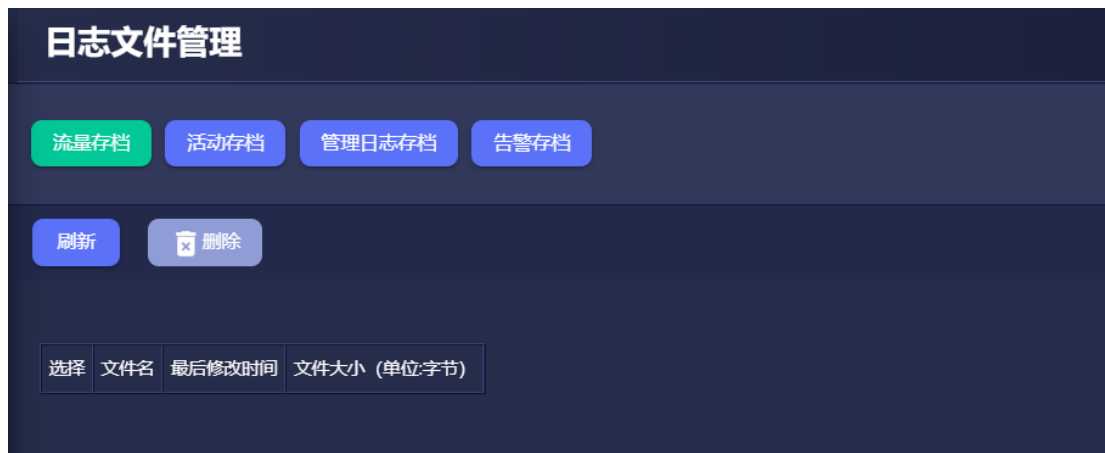 日志文件管理
流量存档 活动存档 管理日志存档 告警存档
刷新 删除
选择 文件名 最后修改时间 文件大小 (单位:字节)